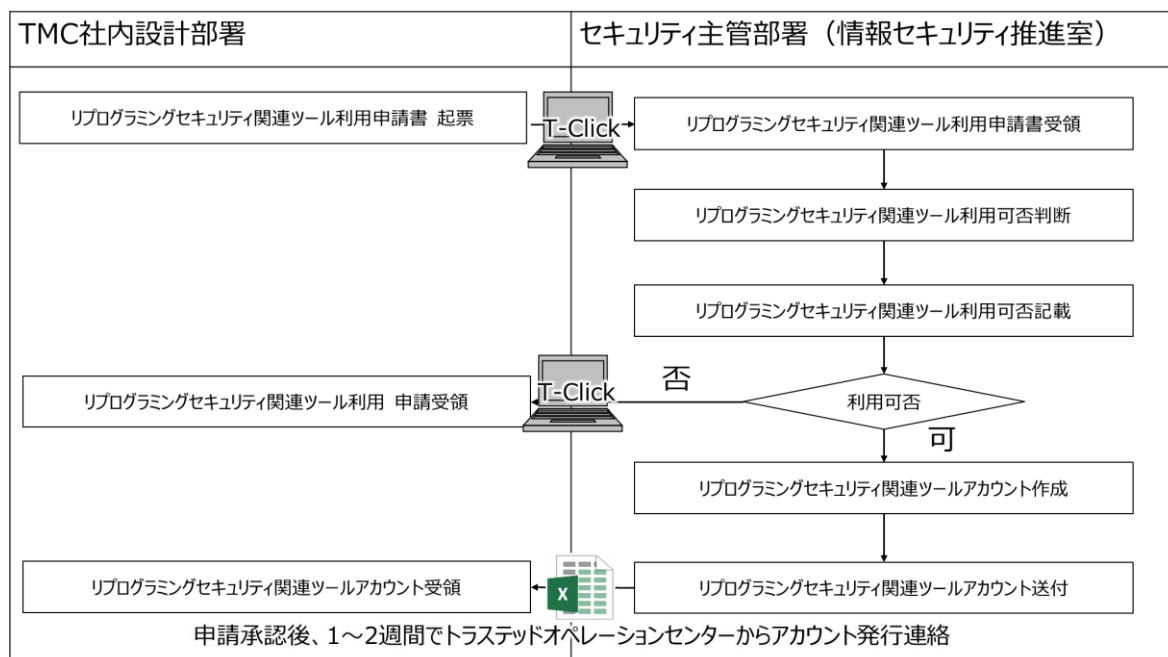 TMC社内設計部署
セキュリティ主管部署（情報セキュリティ推進室）
リプログラミングセキュリティ関連ツール利用申請書 起票
T-Click
リプログラミングセキュリティ関連ツール利用申請書受領
リプログラミングセキュリティ関連ツール利用可否判断
リプログラミングセキュリティ関連ツール利用可否記載
リプログラミングセキュリティ関連ツール利用 申請受領
T-Click
否
利用可否
可
リプログラミングセキュリティ関連ツールアカウント作成
リプログラミングセキュリティ関連ツールアカウント受領
X
リプログラミングセキュリティ関連ツールアカウント送付
申請承認後、1～2週間でトラステッドオペレーションセンターからアカウント発行連絡